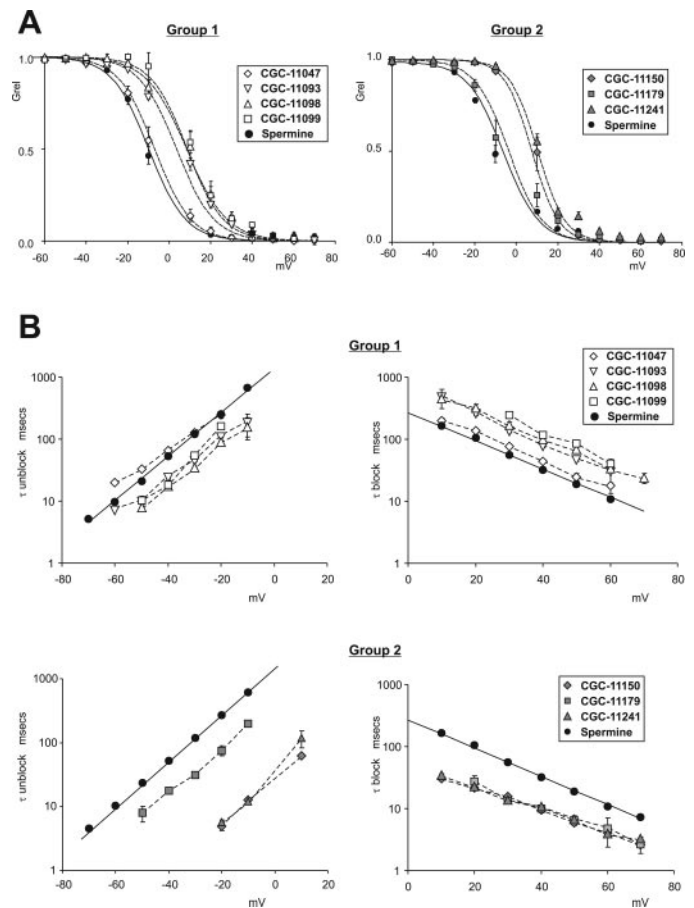 A
Group 1
Group 2
Grel
1.0
0.5
0.0
-60 -40 -20 0 20 40 60 80
mV
CGC-11047
CGC-11093
CGC-11098
CGC-11099
Spermine
1.0
0.5
0.0
-60 -40 -20 0 20 40 60 80
mV
CGC-11150
CGC-11179
CGC-11241
Spermine
B
Group 1
τ unblock msecs
1000
100
10
1
-80 -60 -40 -20 0 20
mV
τ block msecs
1000
100
10
1
0 20 40 60 80
mV
CGC-11047
CGC-11093
CGC-11098
CGC-11099
Spermine
Group 2
τ unblock msecs
1000
100
10
1
-80 -60 -40 -20 0 20
mV
τ block msecs
1000
100
10
1
0 20 40 60 80
mV
CGC-11150
CGC-11179
CGC-11241
Spermine